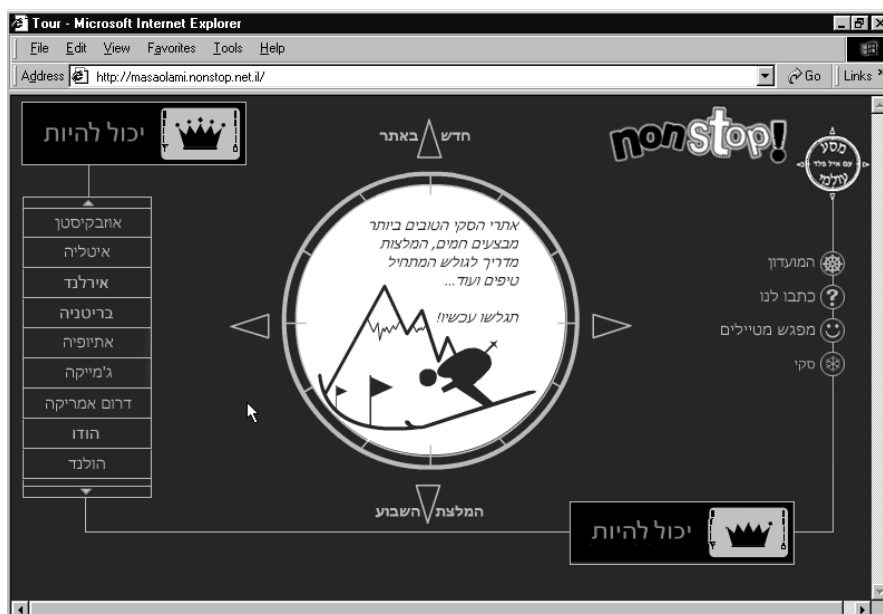 Tour - Microsoft Internet Explorer
File Edit View Favorites Tools Help
Address http://masaolami.nonstop.net.il/ Go Links
יכול להיות
חדש באתר
nonstop!
מסע
עם איל פלד
עולמי
אוזבקיסטן
איטליה
אירלנד
בריטניה
אתיופיה
ג'מייקה
דרום אמריקה
הודו
הולנד
אתרי הסקי הטובים ביותר
מבצעים חמים, המלצות
מדריך לגולש המתחיל
טיפים ועוד...
תגלשו עכשיו!
המועדון
כתבו לנו
מפגש מטיילים
סקי
המלצת השבוע
יכול להיות